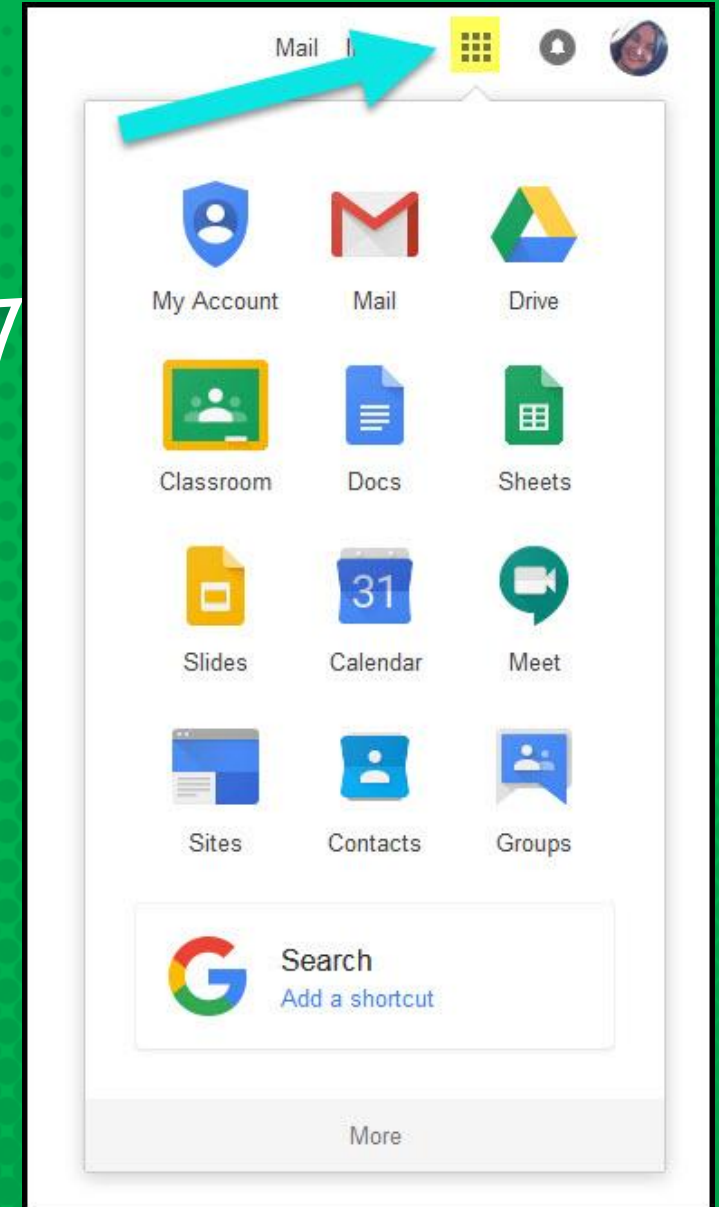 Mail
My Account Mail Drive
Classroom Docs Sheets
Slides 31 Calendar Meet
Sites Contacts Groups
G Search
Add a shortcut
More